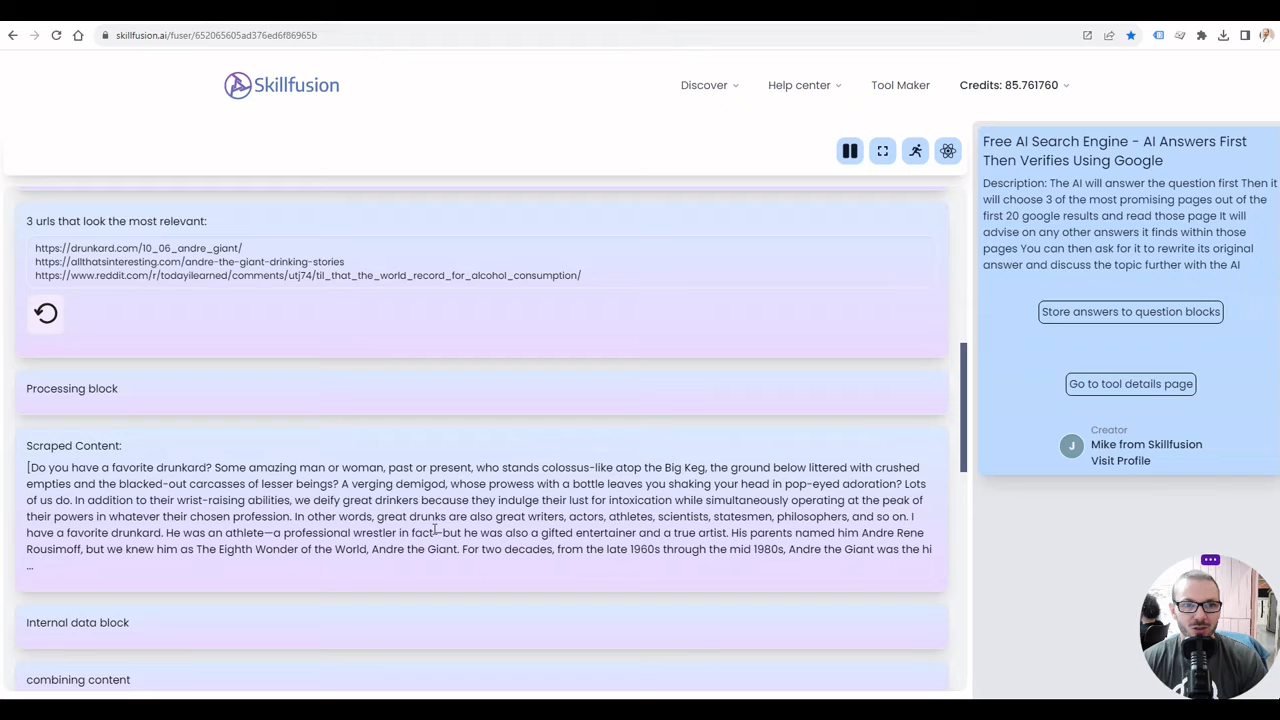 skillfusion.ai/fuser/652065605ad376ed6f86965b
Skillfusion
Discover
Help center
Tool Maker
Credits: 85.761760
3 urls that look the most relevant:
https://drunkard.com/10_06_andre_giant/
https://allthatsinteresting.com/andre-the-giant-drinking-stories
https://www.reddit.com/r/todayilearned/comments/utj74/til_that_the_world_record_for_alcohol_consumption/
Processing block
Scraped Content:
[Do you have a favorite drunkard? Some amazing man or woman, past or present, who stands colossus-like atop the Big Keg, the ground below littered with crushed
empties and the blacked-out carcasses of lesser beings? A verging demigod, whose prowess with a bottle leaves you shaking your head in pop-eyed adoration? Lots
of us do. In addition to their wrist-raising abilities, we deify great drinkers because they indulge their lust for intoxication while simultaneously operating at the peak of
their powers in whatever their chosen profession. In other words, great drunks are also great writers, actors, athletes, scientists, statesmen, philosophers, and so on. I
have a favorite drunkard. He was an athlete—a professional wrestler in fact—but he was also a gifted entertainer and a true artist. His parents named him Andre Rene
Rousimoff, but we knew him as The Eighth Wonder of the World, Andre the Giant. For two decades, from the late 1960s through the mid 1980s, Andre the Giant was the hi
...
Internal data block
combining content
Free AI Search Engine - AI Answers First
Then Verifies Using Google
Description: The AI will answer the question first Then it
will choose 3 of the most promising pages out of the
first 20 google results and read those page It will
advise on any other answers it finds within those
pages You can then ask for it to rewrite its original
answer and discuss the topic further with the AI
Store answers to question blocks
Go to tool details page
J
Creator
Mike from Skillfusion
Visit Profile